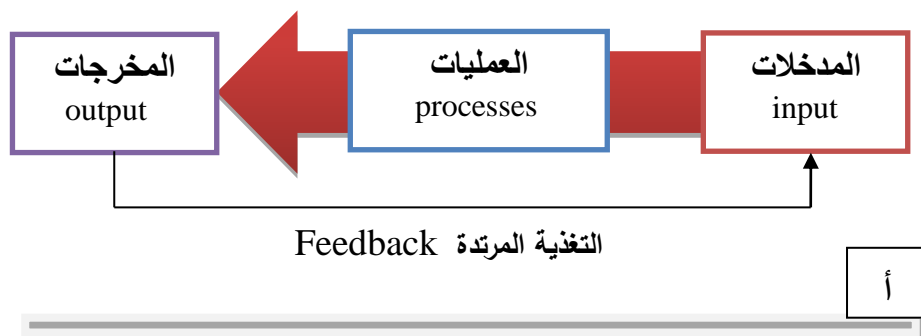 المدخلات
input
العمليات
processes
المخرجات
output
التغذية المرتدة Feedback
أ